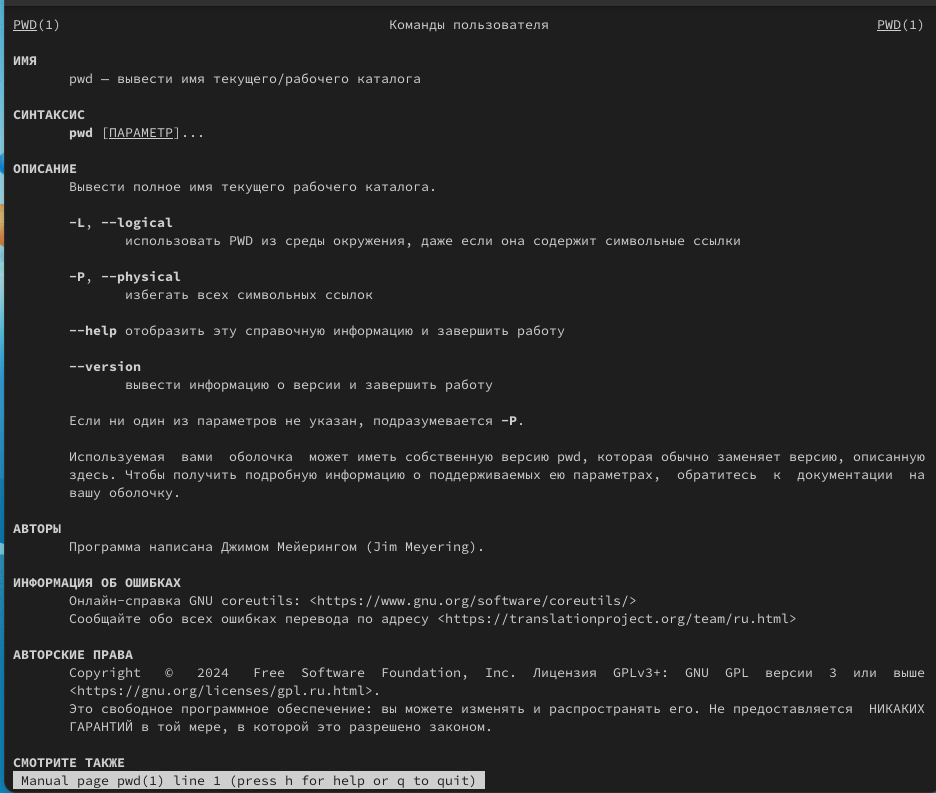 PWD(1) Команды пользователя PWD(1)
ИМЯ
pwd — вывести имя текущего/рабочего каталога
СИНТАКСИС
pwd [ПАРАМЕТР]...
ОПИСАНИЕ
Вывести полное имя текущего рабочего каталога.
-L, --logical
использовать PWD из среды окружения, даже если она содержит символьные ссылки
-P, --physical
избегать всех символьных ссылок
--help отобразить эту справочную информацию и завершить работу
--version
вывести информацию о версии и завершить работу
Если ни один из параметров не указан, подразумевается -P.
Используемая вами оболочка может иметь собственную версию pwd, которая обычно заменяет версию, описанную
здесь. Чтобы получить подробную информацию о поддерживаемых ею параметрах, обратитесь к документации на
вашу оболочку.
АВТОРЫ
Программа написана Джимом Мейерингом (Jim Meyering).
ИНФОРМАЦИЯ ОБ ОШИБКАХ
Онлайн-справка GNU coreutils: <https://www.gnu.org/software/coreutils/>
Сообщайте обо всех ошибках перевода по адресу <https://translationproject.org/team/ru.html>
АВТОРСКИЕ ПРАВА
Copyright © 2024 Free Software Foundation, Inc. Лицензия GPLv3+: GNU GPL версии 3 или выше
<https://gnu.org/licenses/gpl.ru.html>.
Это свободное программное обеспечение: вы можете изменять и распространять его. Не предоставляется НИКАКИХ
ГАРАНТИЙ в той мере, в которой это разрешено законом.
СМОТРИТЕ ТАКЖЕ
Manual page pwd(1) line 1 (press h for help or q to quit)